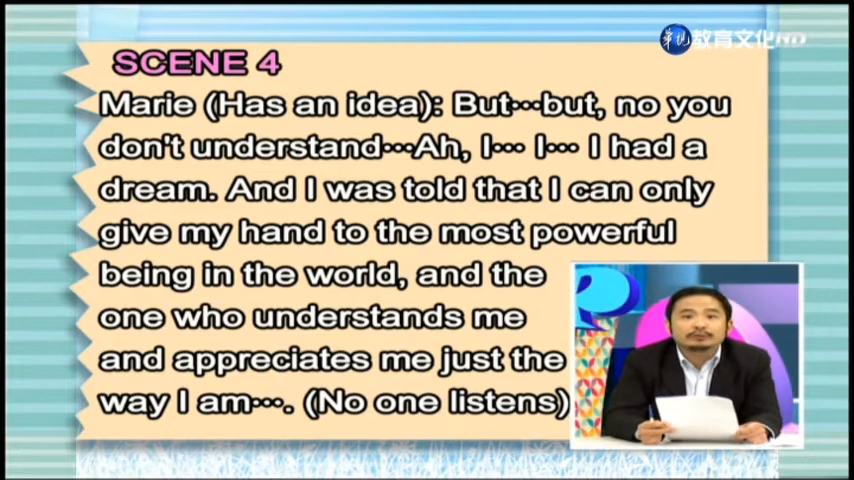 華視教育文化HD
SCENE 4
Marie (Has an idea): But⋯but, no you
don't understand⋯Ah, I⋯ I⋯ I had a
dream. And I was told that I can only
give my hand to the most powerful
being in the world, and the
one who understands me
and appreciates me just the
way I am⋯. (No one listens)